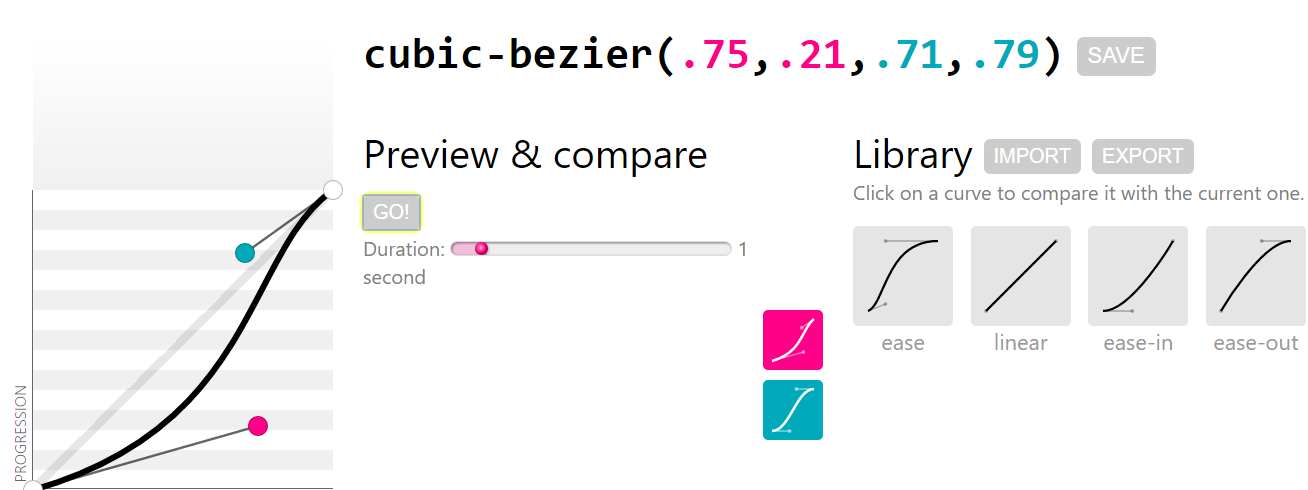 cubic-bezier(.75,.21,.71,.79) SAVE
Preview & compare
GO!
Duration: 1
second
Library IMPORT EXPORT
Click on a curve to compare it with the current one.
ease linear ease-in ease-out
PROGRESSION